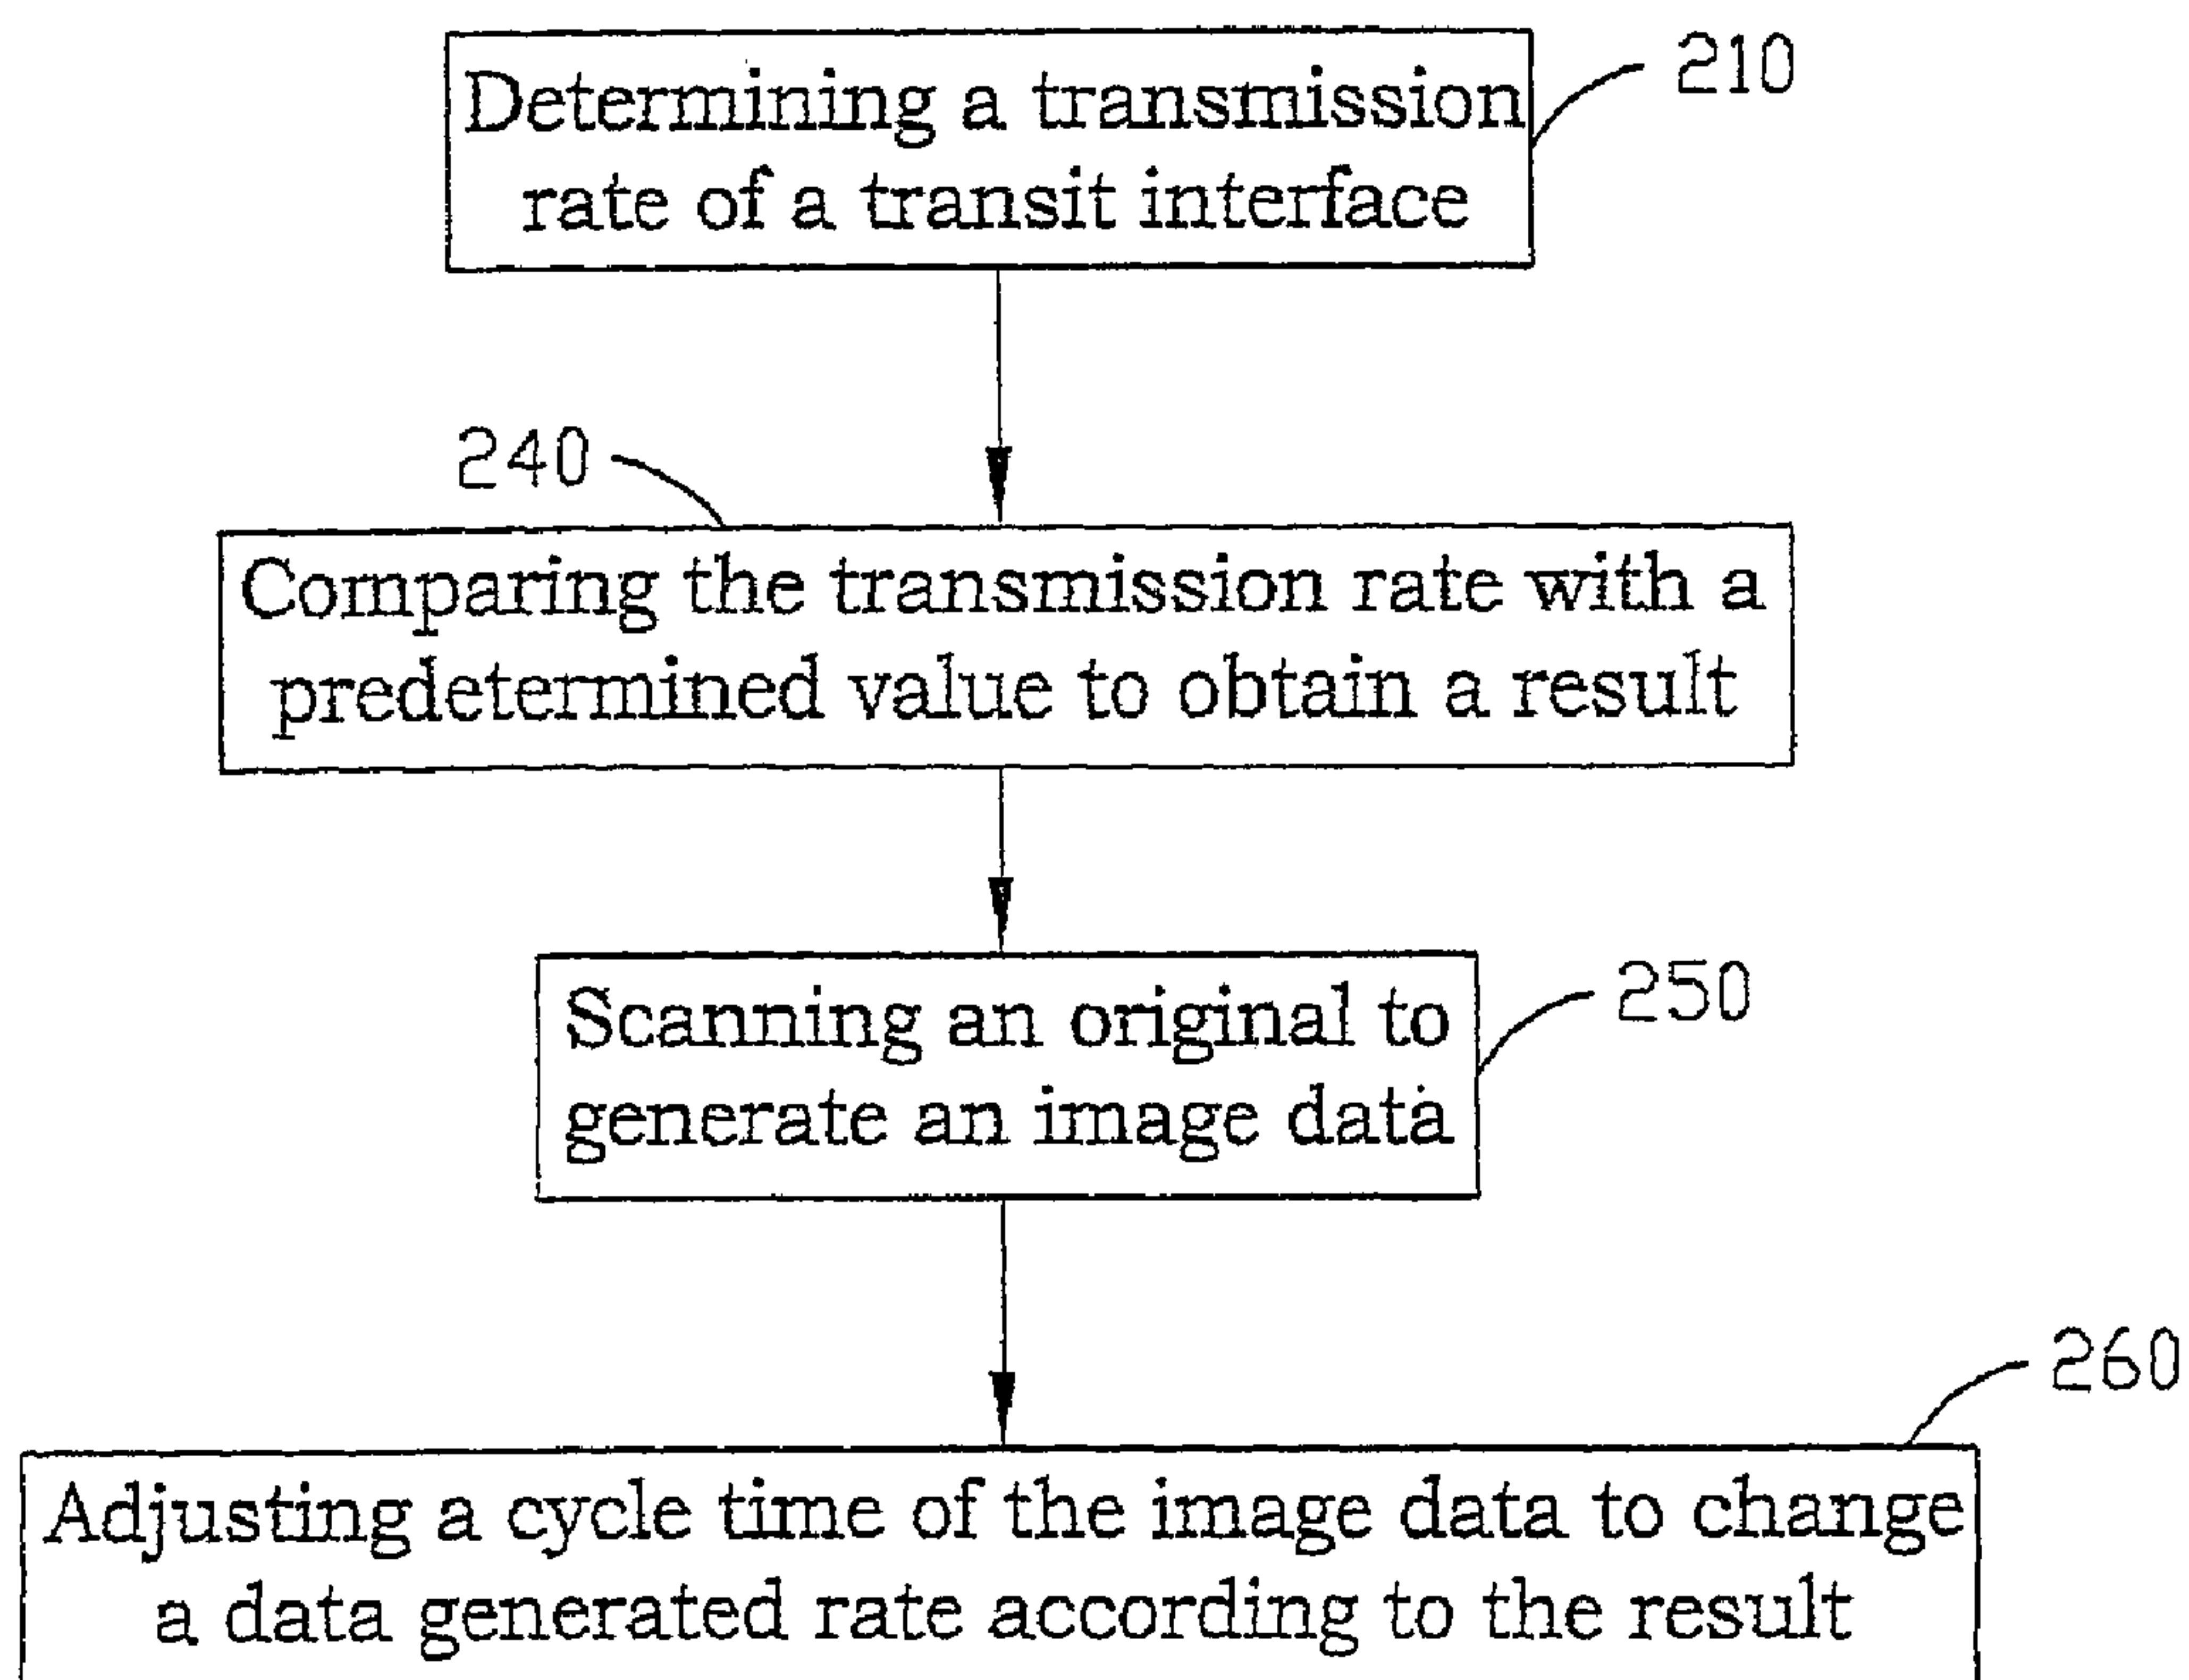 Determining a transmission
rate of a transit interface
210
240
Comparing the transmission rate with a
predetermined value to obtain a result
Scanning an original to
generate an image data
250
260
Adjusting a cycle time of the image data to change
a data generated rate according to the result